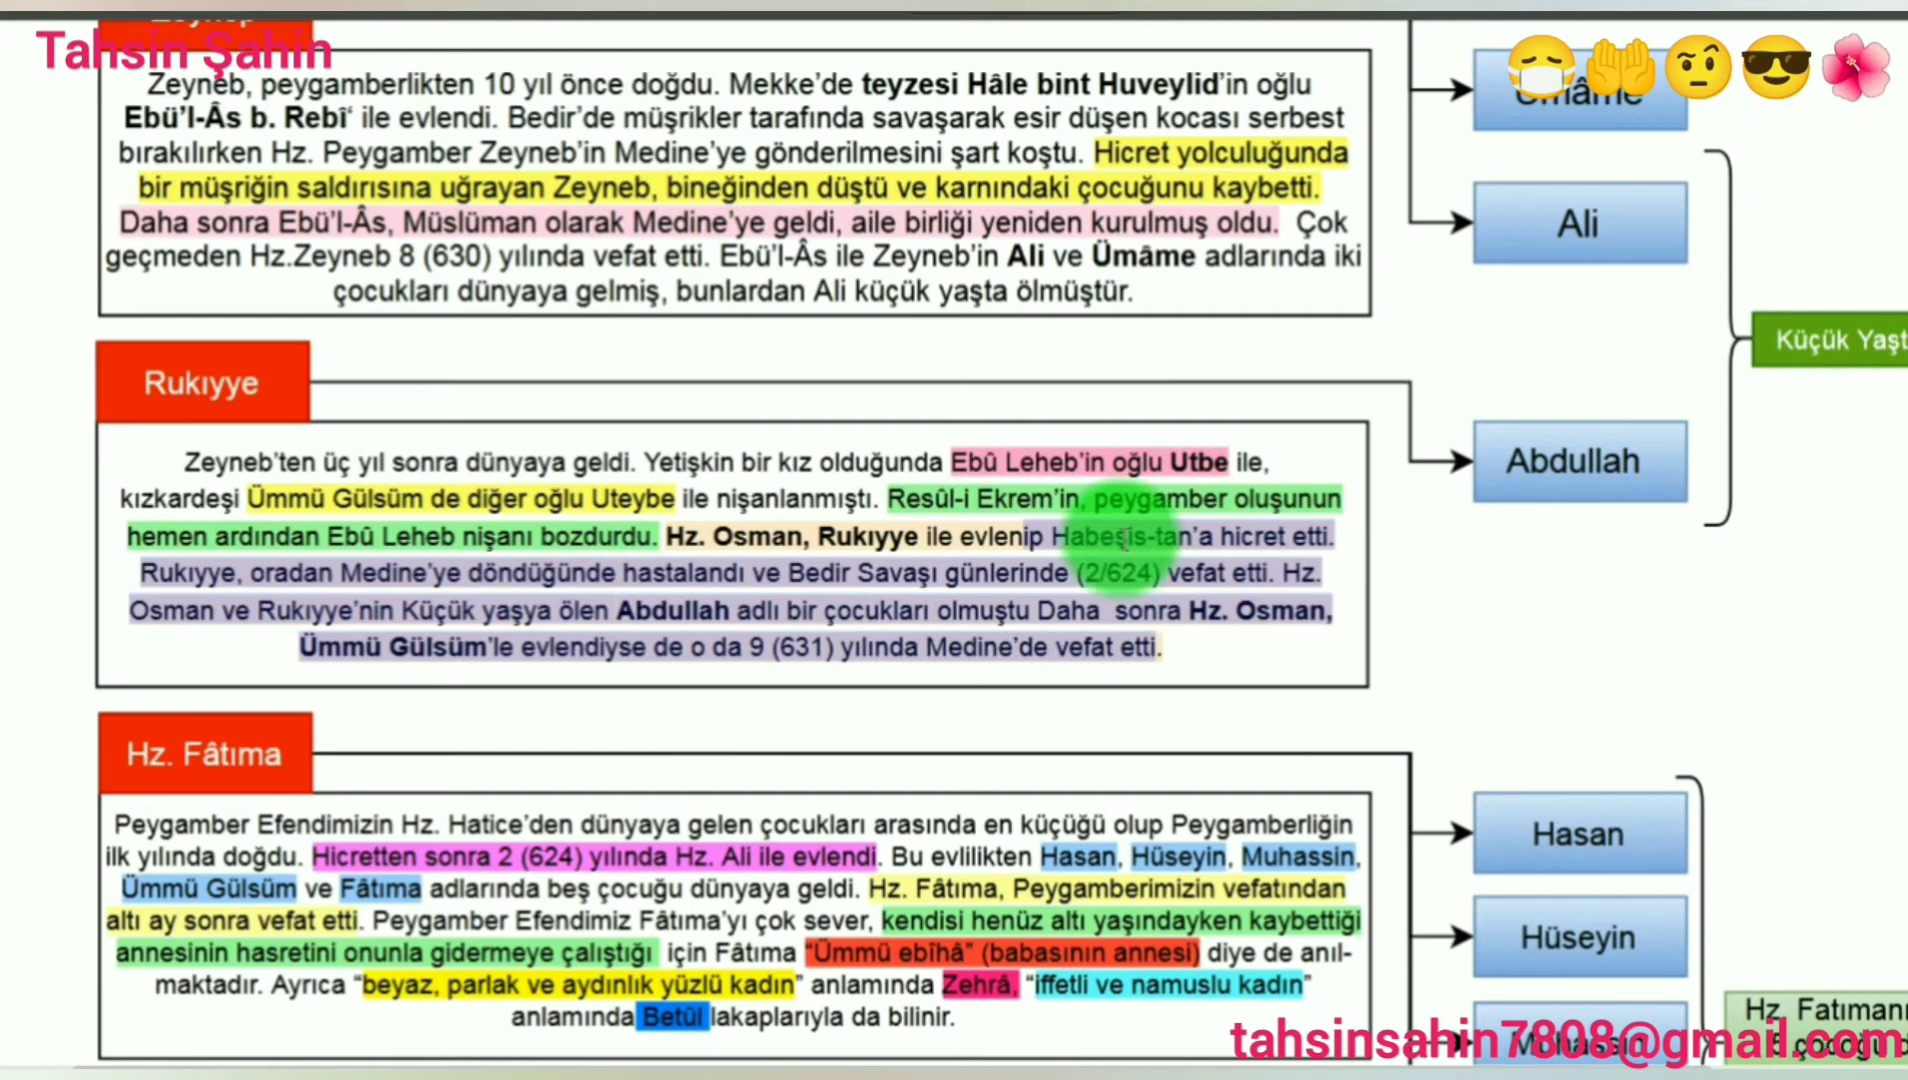 Zeynep
Tahsin Şahin
Zeyneb, peygamberlikten 10 yıl önce doğdu. Mekke’de teyzesi Hâle bint Huveylid’in oğlu
Ebü’l-Âs b. Rebî‘ ile evlendi. Bedir’de müşrikler tarafında savaşarak esir düşen kocası serbest
bırakılırken Hz. Peygamber Zeyneb’in Medine’ye gönderilmesini şart koştu. Hicret yolculuğunda
bir müşriğin saldırısına uğrayan Zeyneb, bineğinden düştü ve karnındaki çocuğunu kaybetti.
Daha sonra Ebü’l-Âs, Müslüman olarak Medine’ye geldi, aile birliği yeniden kurulmuş oldu. Çok
geçmeden Hz.Zeyneb 8 (630) yılında vefat etti. Ebü’l-Âs ile Zeyneb’in Ali ve Ümâme adlarında iki
çocukları dünyaya gelmiş, bunlardan Ali küçük yaşta ölmüştür.
Ümâme
Ali
Küçük Yaşt
Rukıyye
Zeyneb’ten üç yıl sonra dünyaya geldi. Yetişkin bir kız olduğunda Ebû Leheb’in oğlu Utbe ile,
kızkardeşi Ümmü Gülsüm de diğer oğlu Uteybe ile nişanlanmıştı. Resûl-i Ekrem’in, peygamber oluşunun
hemen ardından Ebû Leheb nişanı bozdurdu. Hz. Osman, Rukıyye ile evlenip Habeşis-tan’a hicret etti.
Rukıyye, oradan Medine’ye döndüğünde hastalandı ve Bedir Savaşı günlerinde (2/624) vefat etti. Hz.
Osman ve Rukıyye’nin Küçük yaşya ölen Abdullah adlı bir çocukları olmuştu Daha sonra Hz. Osman,
Ümmü Gülsüm’le evlendiyse de o da 9 (631) yılında Medine’de vefat etti.
Abdullah
Hz. Fâtıma
Peygamber Efendimizin Hz. Hatice’den dünyaya gelen çocukları arasında en küçüğü olup Peygamberliğin
ilk yılında doğdu. Hicretten sonra 2 (624) yılında Hz. Ali ile evlendi. Bu evlilikten Hasan, Hüseyin, Muhassin,
Ümmü Gülsüm ve Fâtıma adlarında beş çocuğu dünyaya geldi. Hz. Fâtıma, Peygamberimizin vefatından
altı ay sonra vefat etti. Peygamber Efendimiz Fâtıma’yı çok sever, kendisi henüz altı yaşındayken kaybettiği
annesinin hasretini onunla gidermeye çalıştığı için Fâtıma “Ümmü ebîhâ” (babasının annesi) diye de anıl-
maktadır. Ayrıca “beyaz, parlak ve aydınlık yüzlü kadın” anlamında Zehrâ, “iffetli ve namuslu kadın”
anlamında Betûl lakaplarıyla da bilinir.
Hasan
Hüseyin
Muhassin
Hz. Fatımanı
5 çocuğu d
tahsinsahin7808@gmail.com